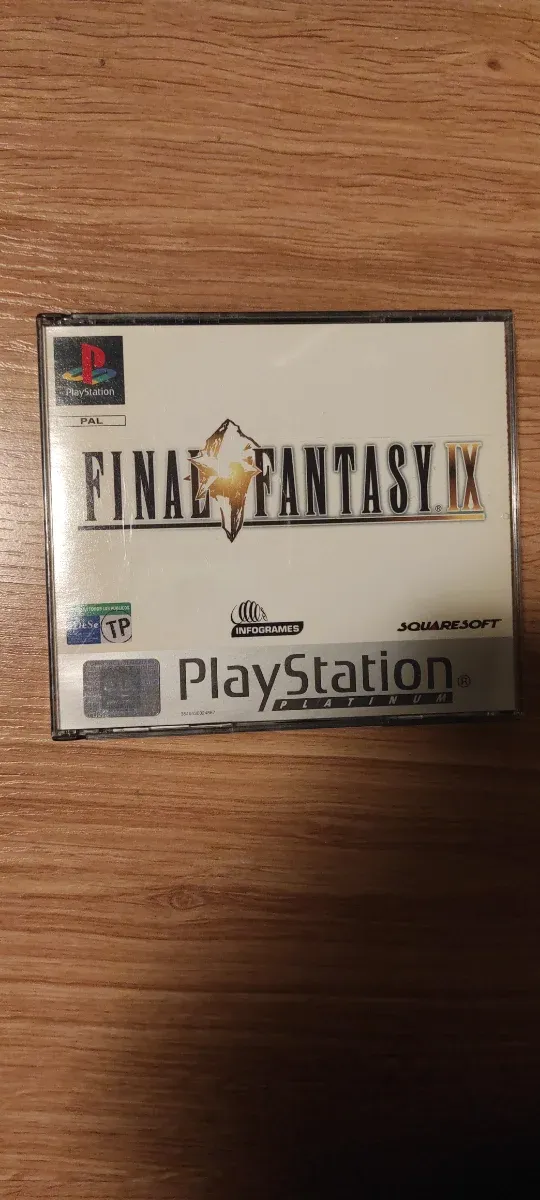 PlayStation
PAL
FINAL FANTASY® IX
TP
INFOGRAMES
SQUARESOFT
PlayStation®
PLATINUM